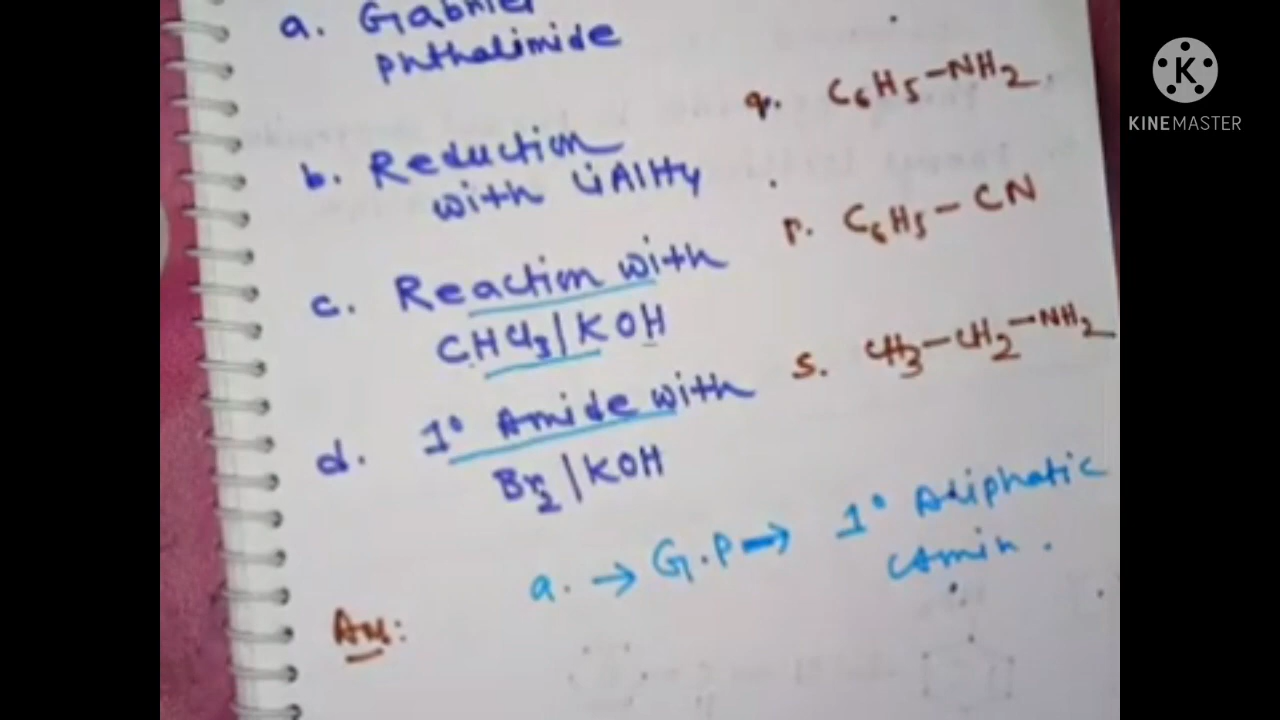 a. Gabriel
phthalimide
b. Reduction
with LiAlH4
c. Reaction with
CHCl3/KOH
d. 1° Amide with
Br2/KOH
q. C6H5-NH2
r. C6H5-CN
s. CH3-CH2-NH2
a. → G.P → 1° Aliphatic
Amin.
Ans:
K
KINEMASTER